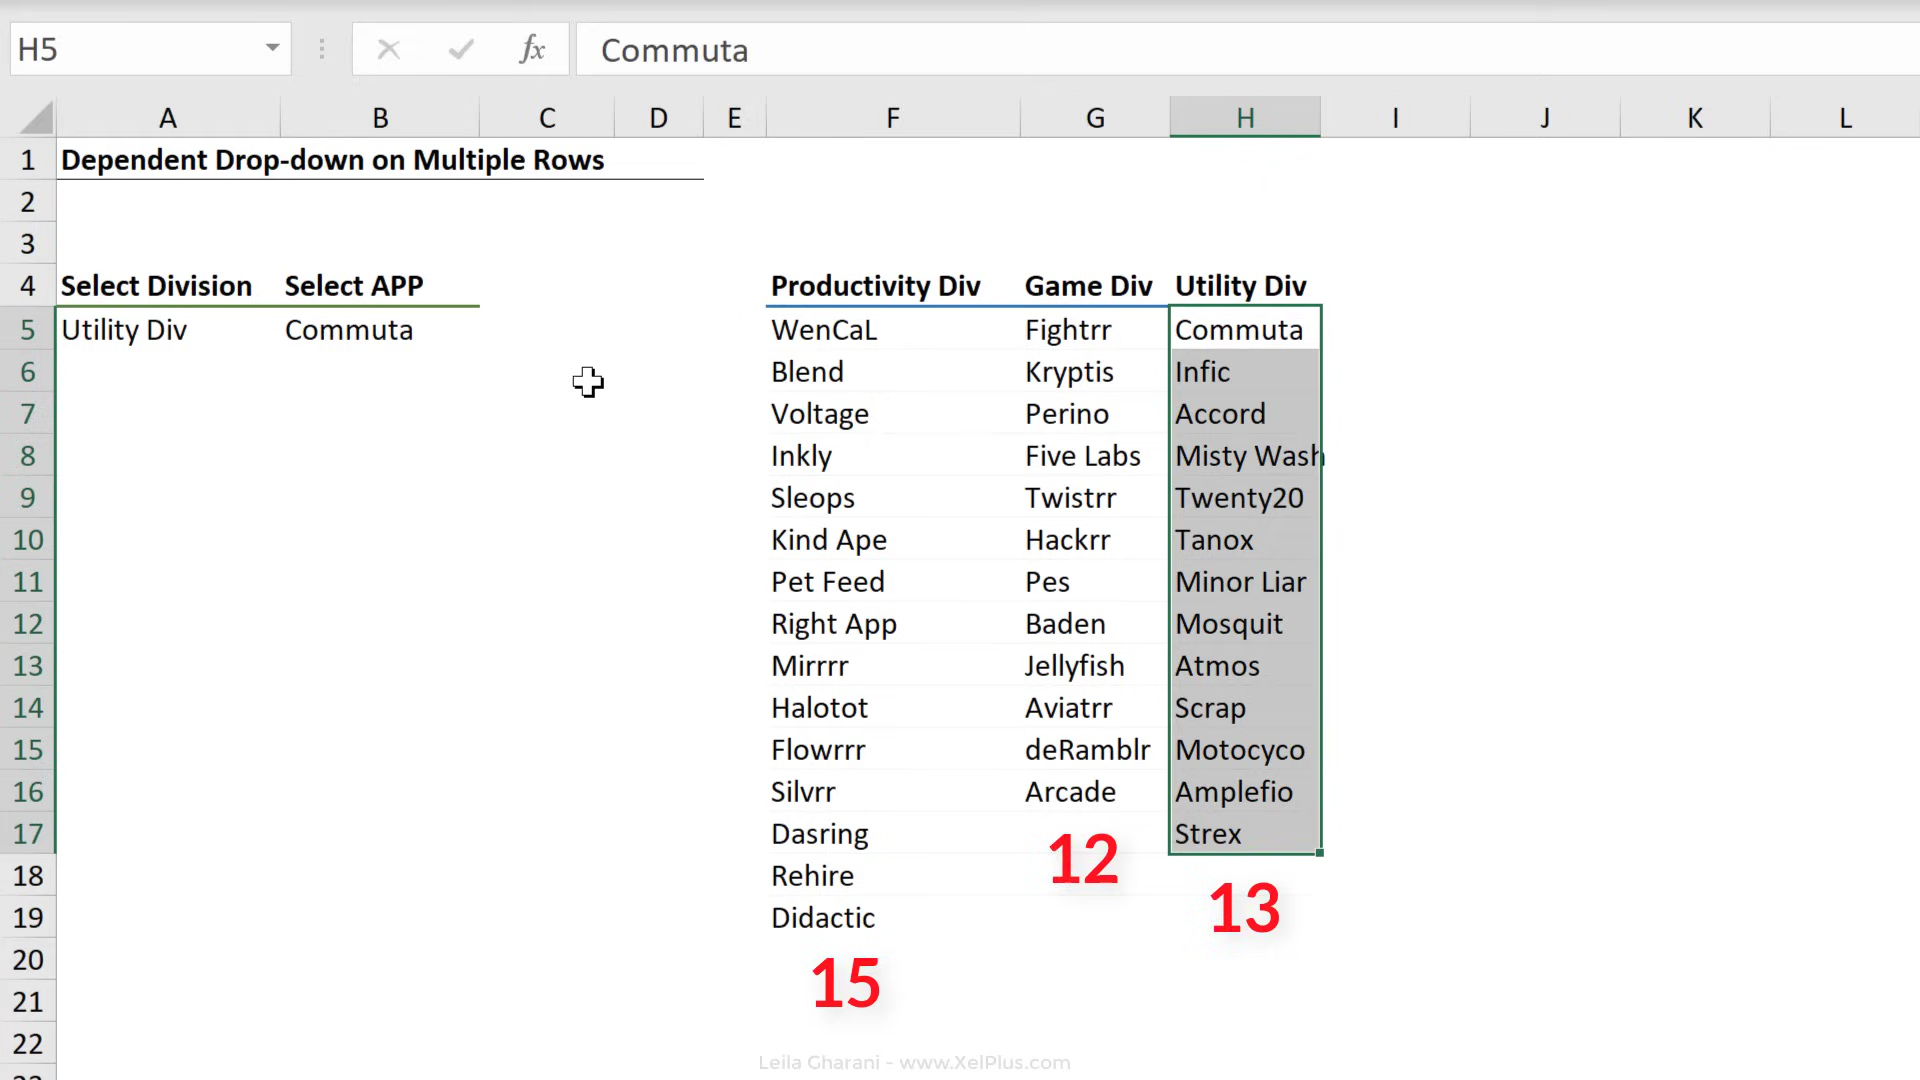 H5 fx Commuta
A B C D E F G H I J K L
1 Dependent Drop-down on Multiple Rows
2
3
4 Select Division Select APP Productivity Div Game Div Utility Div
5 Utility Div Commuta WenCaL Fightrr Commuta
6 Blend Kryptis Infic
7 Voltage Perino Accord
8 Inkly Five Labs Misty Wash
9 Sleops Twistrr Twenty20
10 Kind Ape Hackrr Tanox
11 Pet Feed Pes Minor Liar
12 Right App Baden Mosquit
13 Mirrrr Jellyfish Atmos
14 Halotot Aviatrr Scrap
15 Flowrrr deRamblr Motocyco
16 Silvrr Arcade Amplefio
17 Dasring 12 Strex
18 Rehire
19 Didactic 13
20
21 15
22
Leila Gharani - www.XelPlus.com